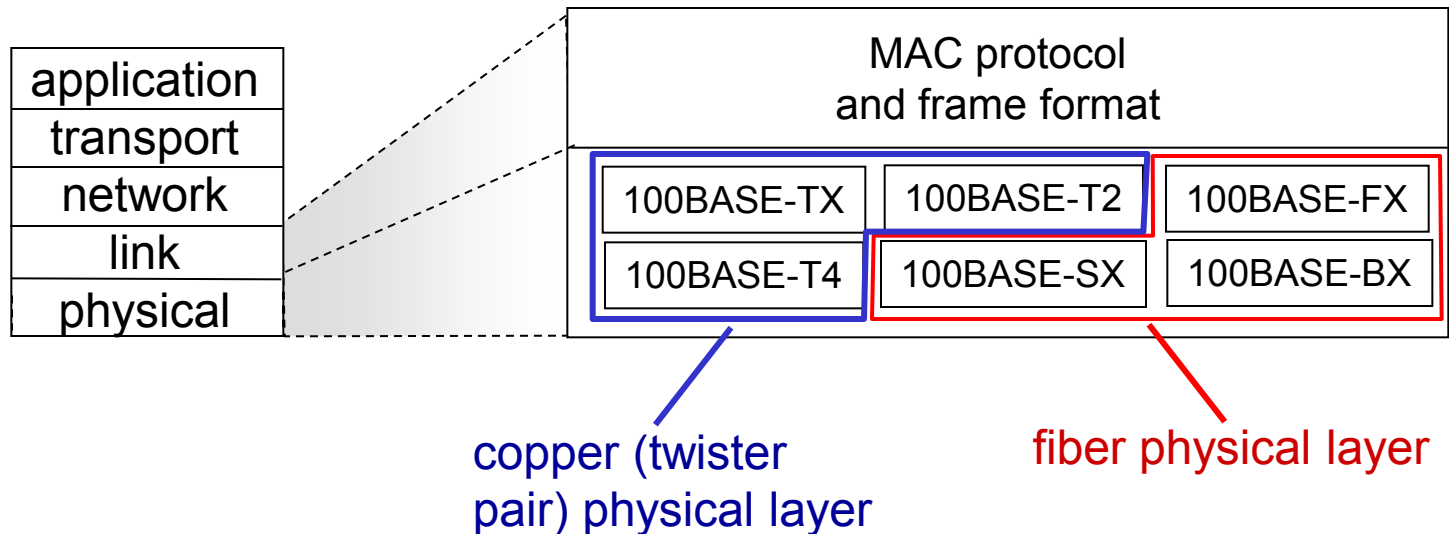 application
transport
network
link
physical
MAC protocol
and frame format
100BASE-TX
100BASE-T2
100BASE-FX
100BASE-T4
100BASE-SX
100BASE-BX
copper (twister
pair) physical layer
fiber physical layer